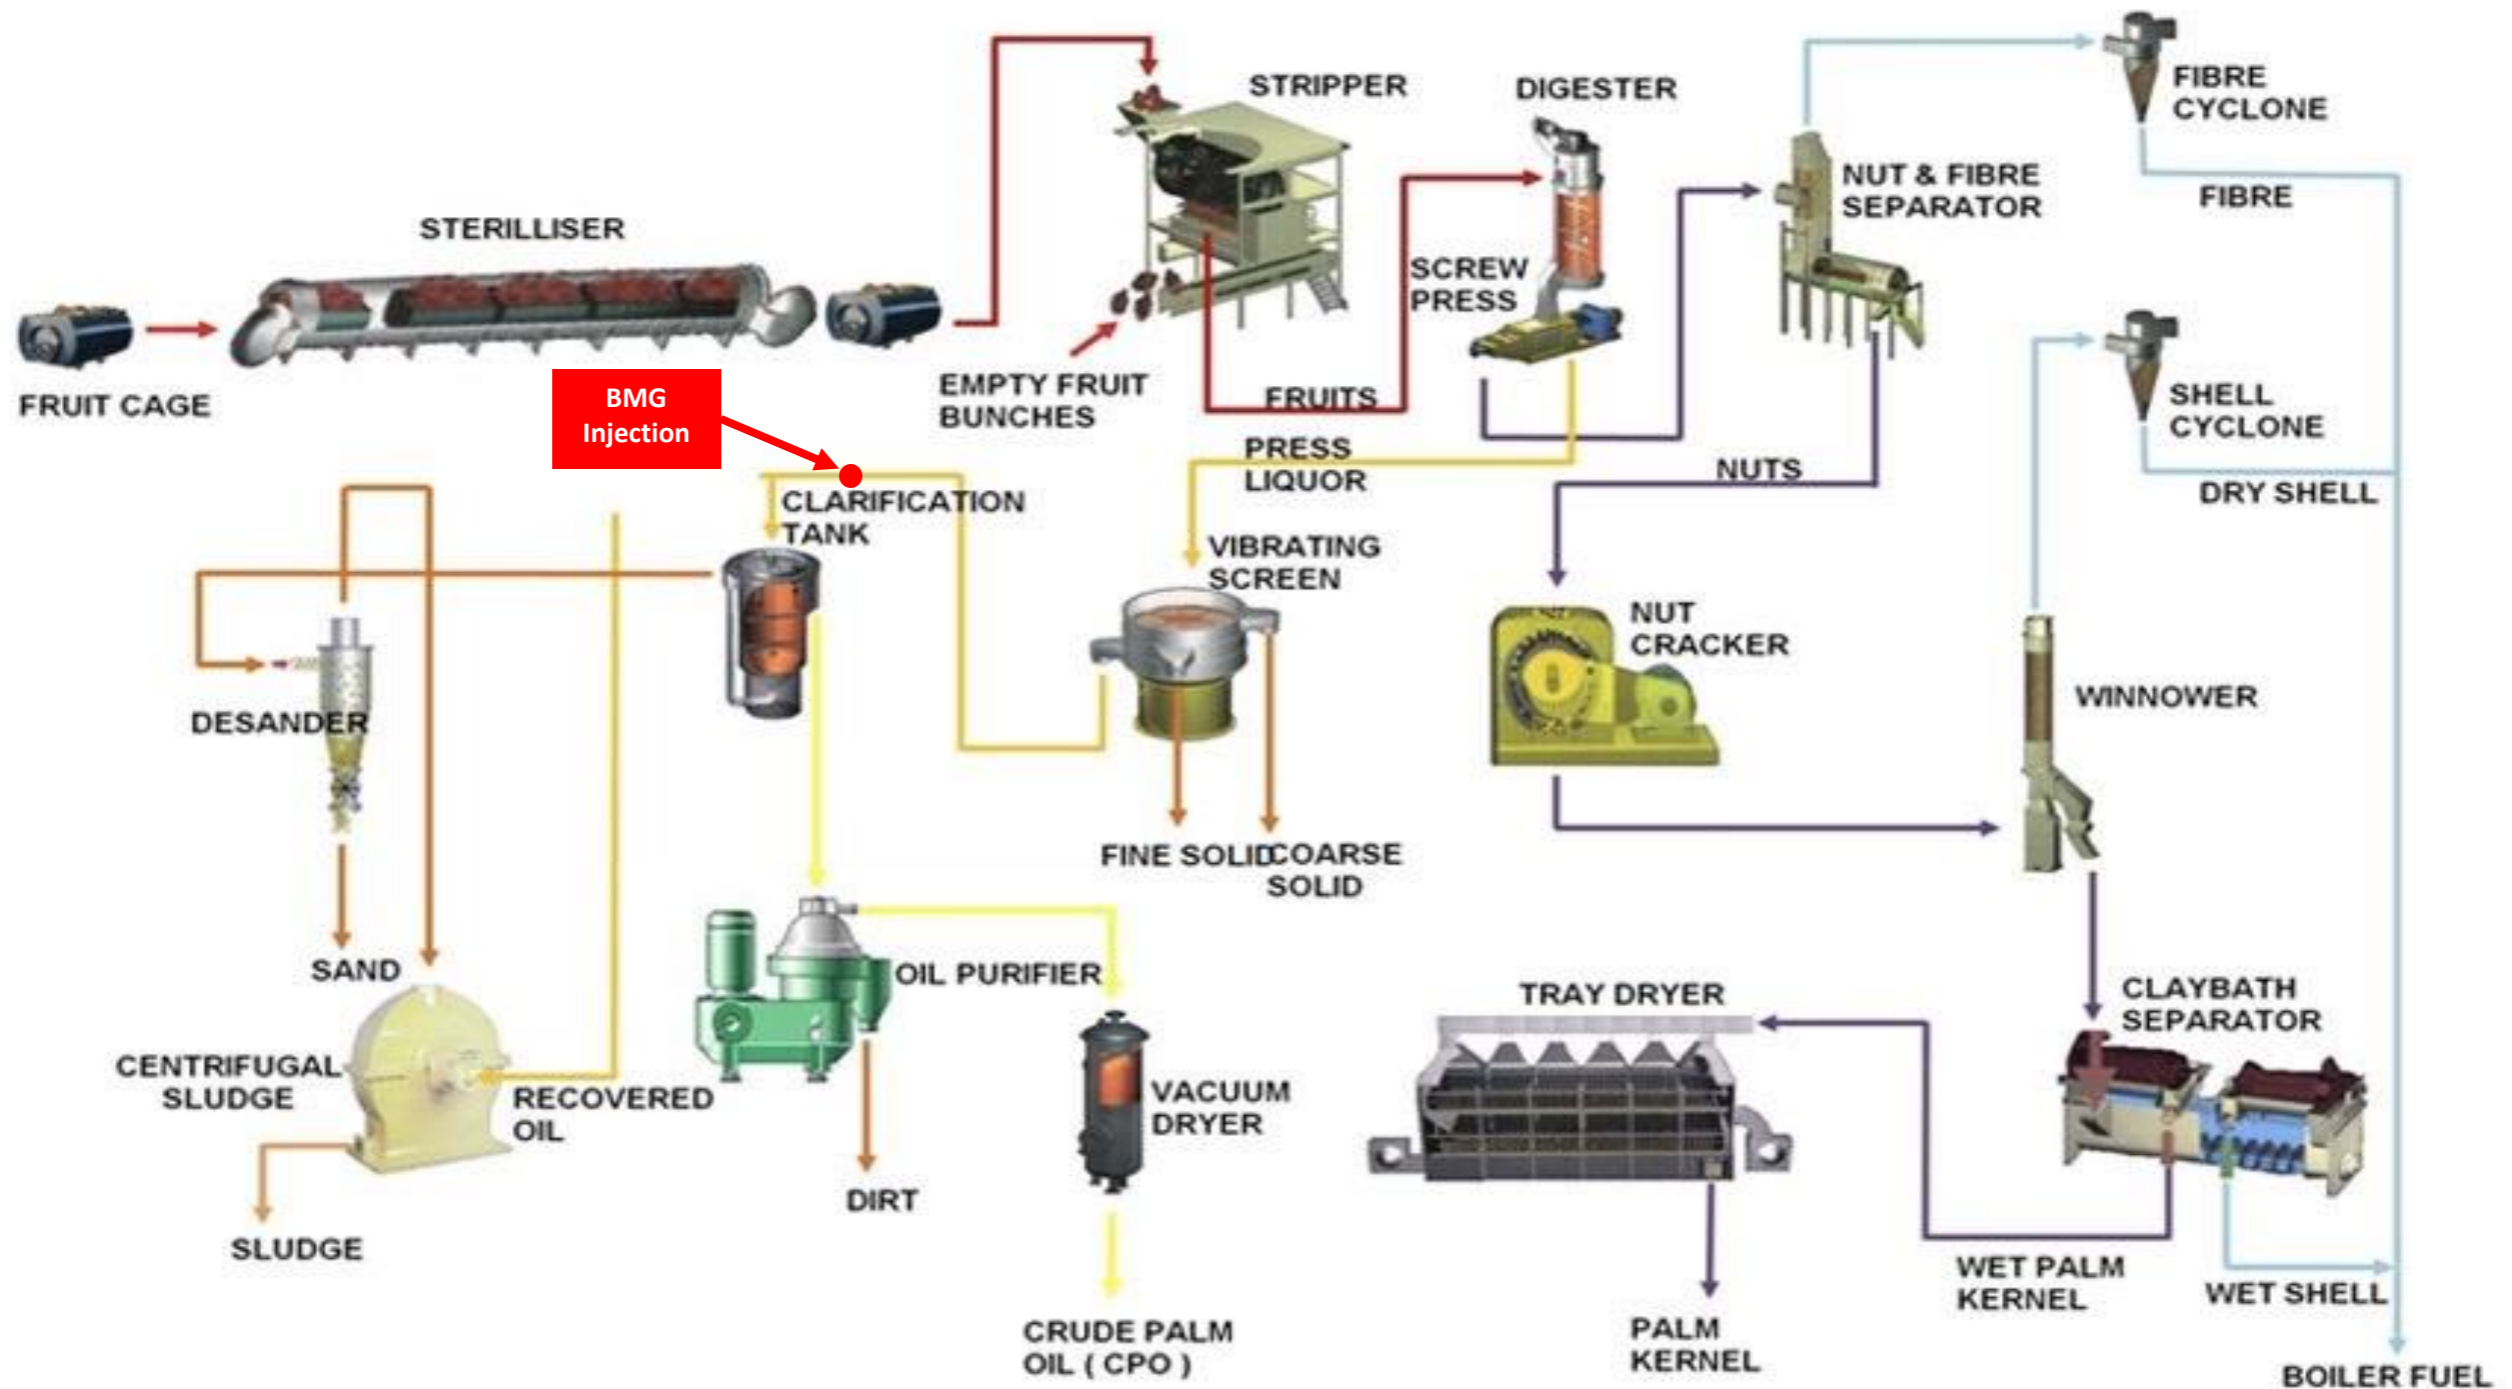 STRIPPER
DIGESTER
FIBRE
CYCLONE
NUT & FIBRE
SEPARATOR
FIBRE
STERILLISER
SCREW
PRESS
FRUIT CAGE
BMG
Injection
EMPTY FRUIT
BUNCHES
FRUITS
SHELL
CYCLONE
PRESS
LIQUOR
NUTS
DRY SHELL
CLARIFICATION
TANK
VIBRATING
SCREEN
NUT
CRACKER
WINNOWER
DESANDER
FINE SOLID
COARSE
SOLID
SAND
OIL PURIFIER
TRAY DRYER
CLAYBATH
SEPARATOR
CENTRIFUGAL
SLUDGE
RECOVERED
OIL
VACUUM
DRYER
DIRT
SLUDGE
WET PALM
KERNEL
WET SHELL
CRUDE PALM
OIL ( CPO )
PALM
KERNEL
BOILER FUEL